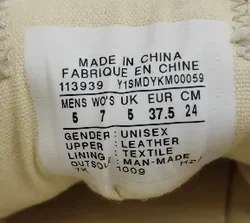 MADE IN CHINA
FABRIQUE EN CHINE
113939 Y1SMDYKM00059
MENS WO'S UK EUR CM
5 7 5 37.5 24
GENDER: UNISEX
UPPER : LEATHER
LINING: TEXTILE
OUTSOLE: MAN-MADE
1009